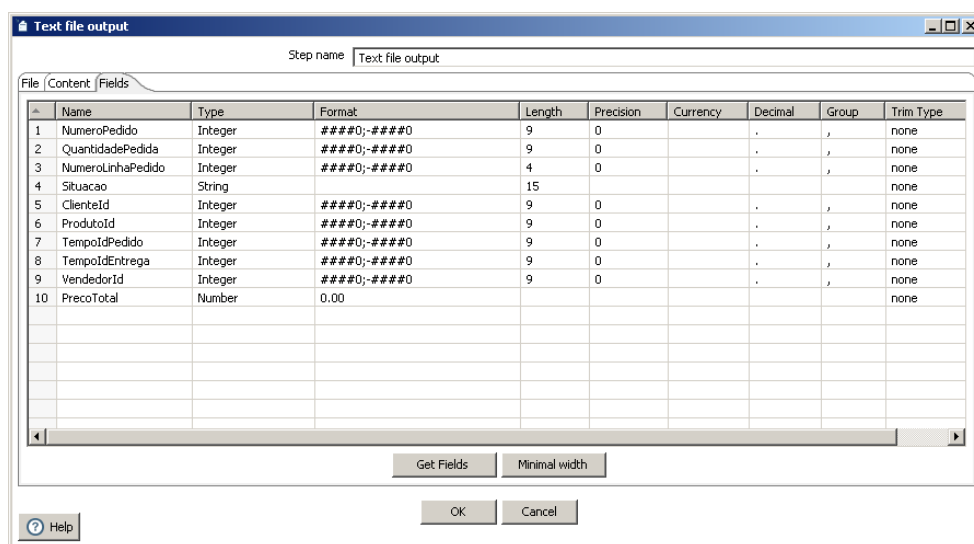 Text file output
Step name Text file output
File Content Fields
Name Type Format Length Precision Currency Decimal Group Trim Type
1 NumeroPedido Integer ####0;-####0 9 0 . , none
2 QuantidadePedida Integer ####0;-####0 9 0 . , none
3 NumeroLinhaPedido Integer ####0;-####0 4 0 . , none
4 Situacao String 15 none
5 ClienteId Integer ####0;-####0 9 0 . , none
6 ProdutoId Integer ####0;-####0 9 0 . , none
7 TempoIdPedido Integer ####0;-####0 9 0 . , none
8 TempoIdEntrega Integer ####0;-####0 9 0 . , none
9 VendedorId Integer ####0;-####0 9 0 . , none
10 PrecoTotal Number 0.00 none
Get Fields Minimal width
OK Cancel
? Help